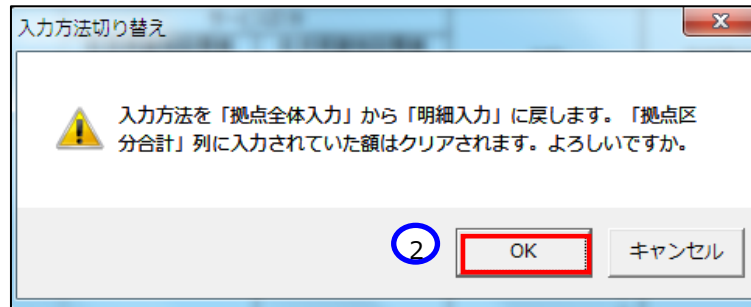 入力方法切り替え
入力方法を「拠点全体入力」から「明細入力」に戻します。「拠点区
分合計」列に入力されていた額はクリアされます。よろしいですか。
2
OK
キャンセル